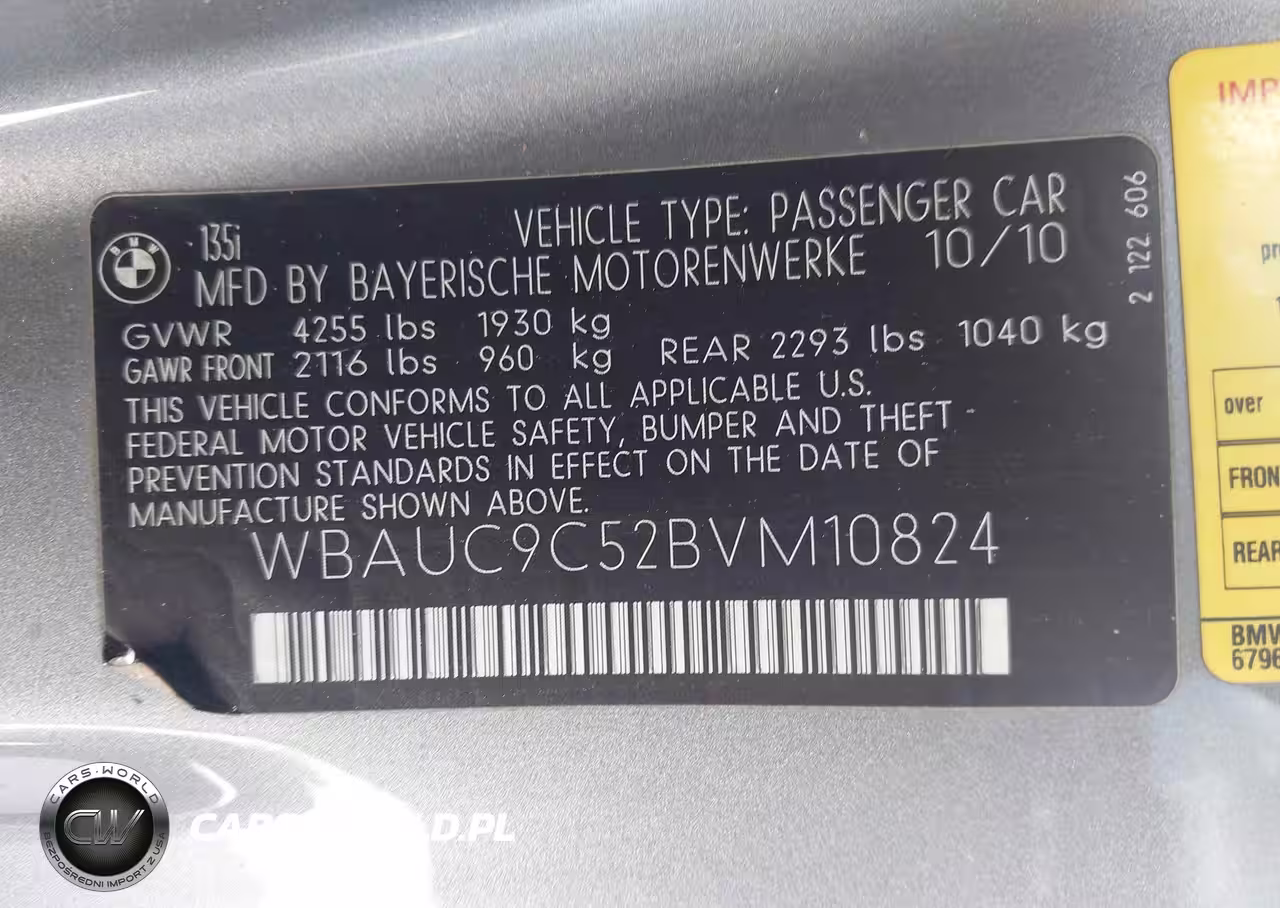 BMW
135i
VEHICLE TYPE: PASSENGER CAR
MFD BY BAYERISCHE MOTORENWERKE 10/10
GVWR 4255 lbs 1930 kg
GAWR FRONT 2116 lbs 960 kg REAR 2293 lbs 1040 kg
THIS VEHICLE CONFORMS TO ALL APPLICABLE U.S.
FEDERAL MOTOR VEHICLE SAFETY, BUMPER AND THEFT
PREVENTION STANDARDS IN EFFECT ON THE DATE OF
MANUFACTURE SHOWN ABOVE.
WBAUC9C52BVM10824
2 122 606
over
FRON
REAR
BMW
6796
CARS·WORLD
CW
BEZPOŚREDNI IMPORT Z USA